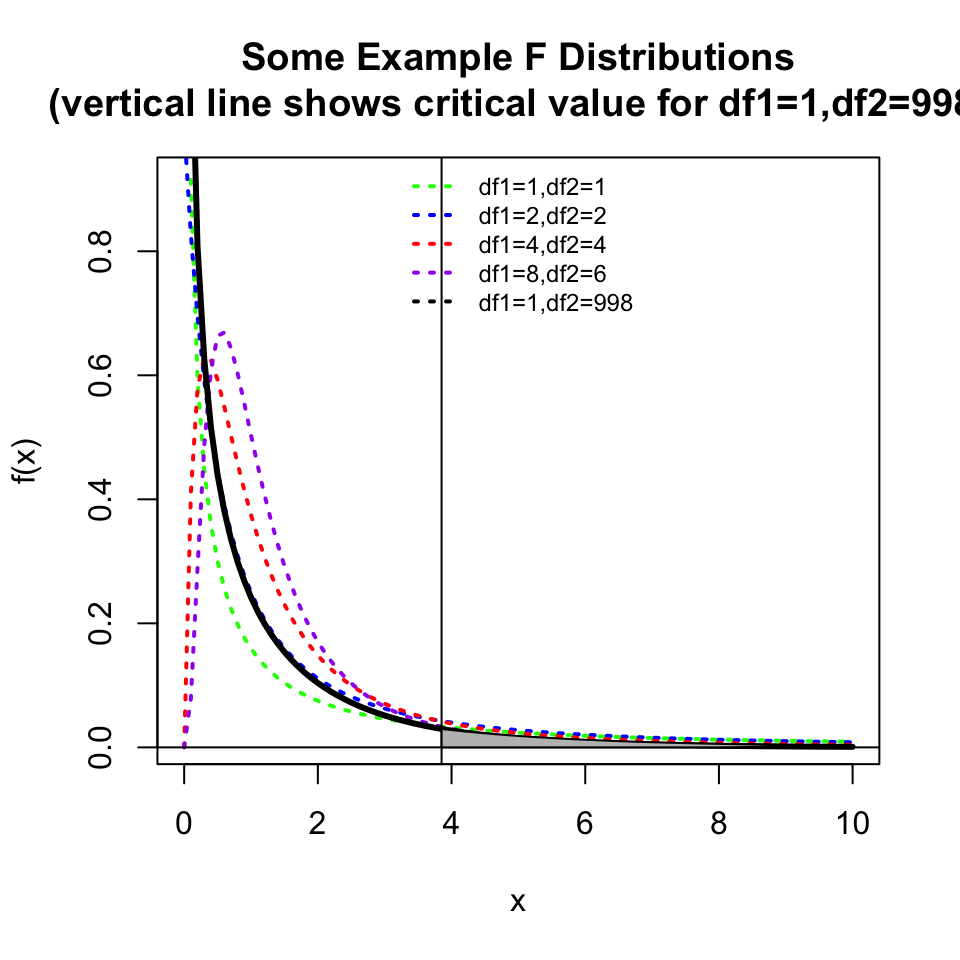 Some Example F Distributions
(vertical line shows critical value for df1=1,df2=998
df1=1,df2=1
df1=2,df2=2
df1=4,df2=4
df1=8,df2=6
df1=1,df2=998
f(x)
0.8
0.6
0.4
0.2
0.0
0 2 4 6 8 10
x